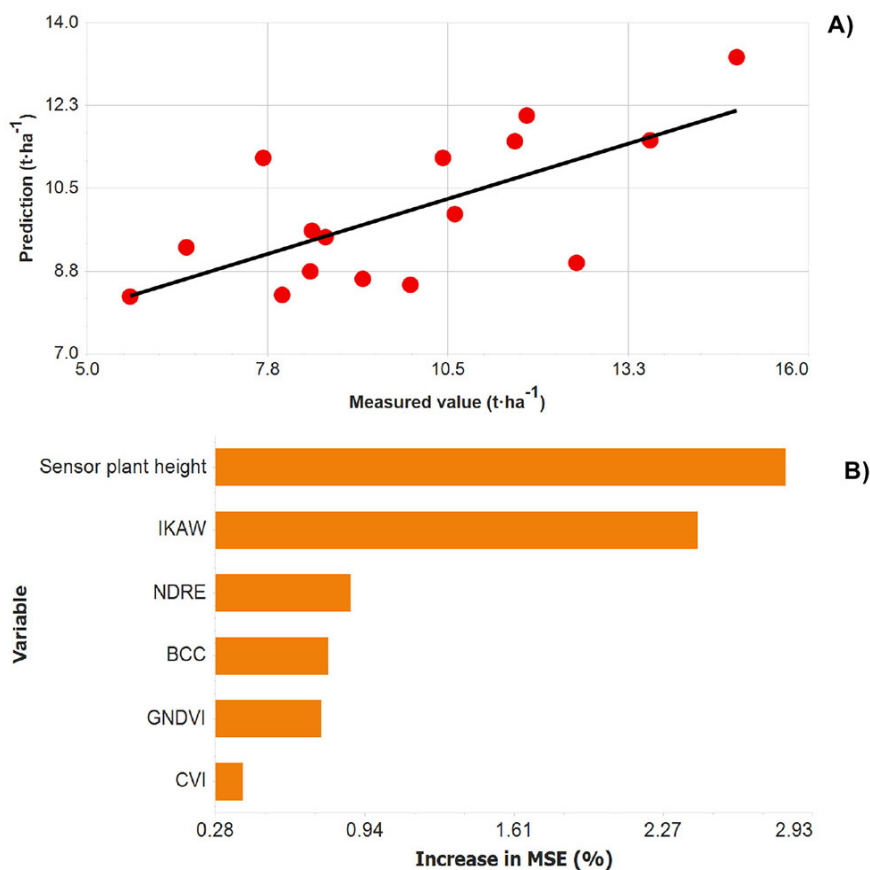 14.0
A)
12.3
10.5
8.8
7.0
Prediction (t·ha⁻¹)
5.0 7.8 10.5 13.3 16.0
Measured value (t·ha⁻¹)
B)
Variable
Sensor plant height
IKAW
NDRE
BCC
GNDVI
CVI
0.28 0.94 1.61 2.27 2.93
Increase in MSE (%)